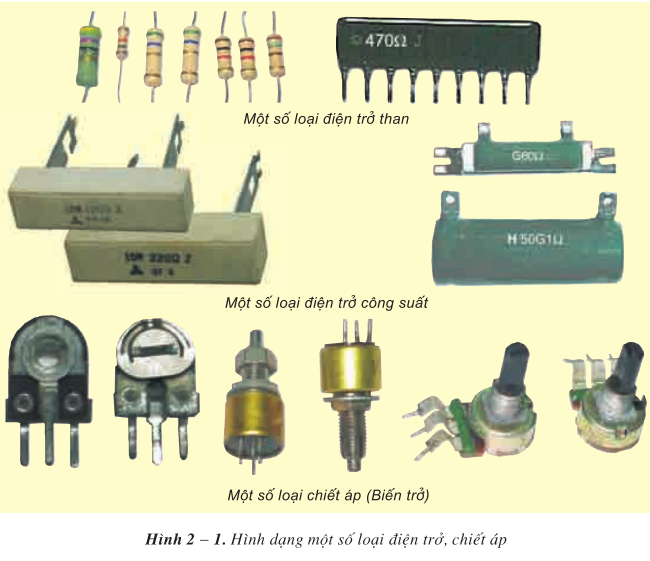 470Ω J
Một số loại điện trở than
G60Ω
H 50G1Ω
220Ω J
Một số loại điện trở công suất
Một số loại chiết áp (Biến trở)
Hình 2 – 1. Hình dạng một số loại điện trở, chiết áp